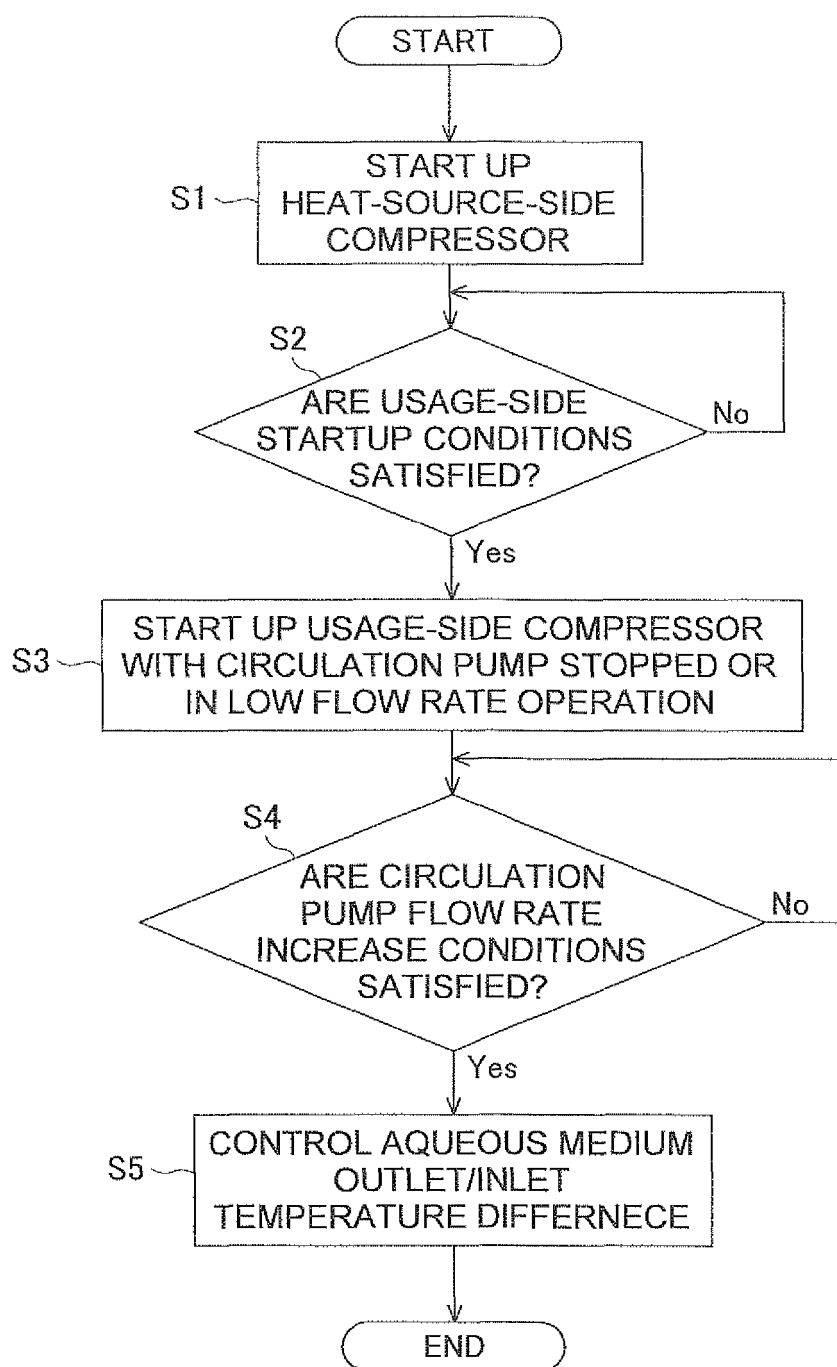 START
S1
START UP
HEAT-SOURCE-SIDE
COMPRESSOR
S2
ARE USAGE-SIDE
STARTUP CONDITIONS
SATISFIED?
No
Yes
S3
START UP USAGE-SIDE COMPRESSOR
WITH CIRCULATION PUMP STOPPED OR
IN LOW FLOW RATE OPERATION
S4
ARE CIRCULATION
PUMP FLOW RATE
INCREASE CONDITIONS
SATISFIED?
No
Yes
S5
CONTROL AQUEOUS MEDIUM
OUTLET/INLET
TEMPERATURE DIFFERNECE
END